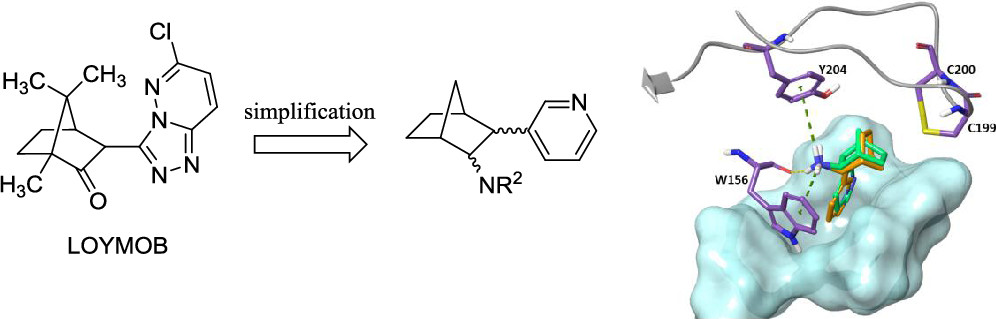 Cl
H₃C
CH₃
N
N
N
N
H₃C
O
LOYMOB
simplification
N
NR²
Y204
C200
C199
W156